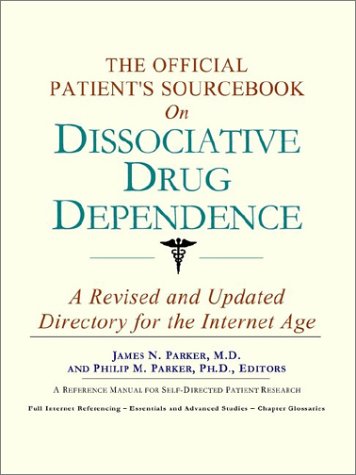 THE OFFICIAL
PATIENT'S SOURCEBOOK
On
DISSOCIATIVE
DRUG
DEPENDENCE
A Revised and Updated
Directory for the Internet Age
JAMES N. PARKER, M.D.
AND PHILIP M. PARKER, PH.D., EDITORS
A REFERENCE MANUAL FOR SELF-DIRECTED PATIENT RESEARCH
Full Internet Referencing – Essentials and Advanced Studies – Chapter Glossaries